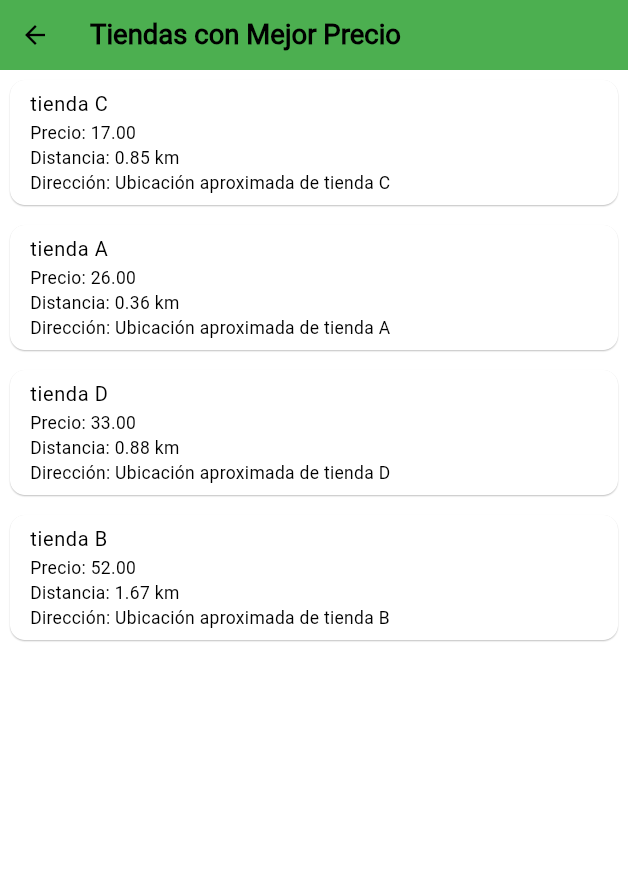 Tiendas con Mejor Precio
tienda C
Precio: 17.00
Distancia: 0.85 km
Dirección: Ubicación aproximada de tienda C
tienda A
Precio: 26.00
Distancia: 0.36 km
Dirección: Ubicación aproximada de tienda A
tienda D
Precio: 33.00
Distancia: 0.88 km
Dirección: Ubicación aproximada de tienda D
tienda B
Precio: 52.00
Distancia: 1.67 km
Dirección: Ubicación aproximada de tienda B